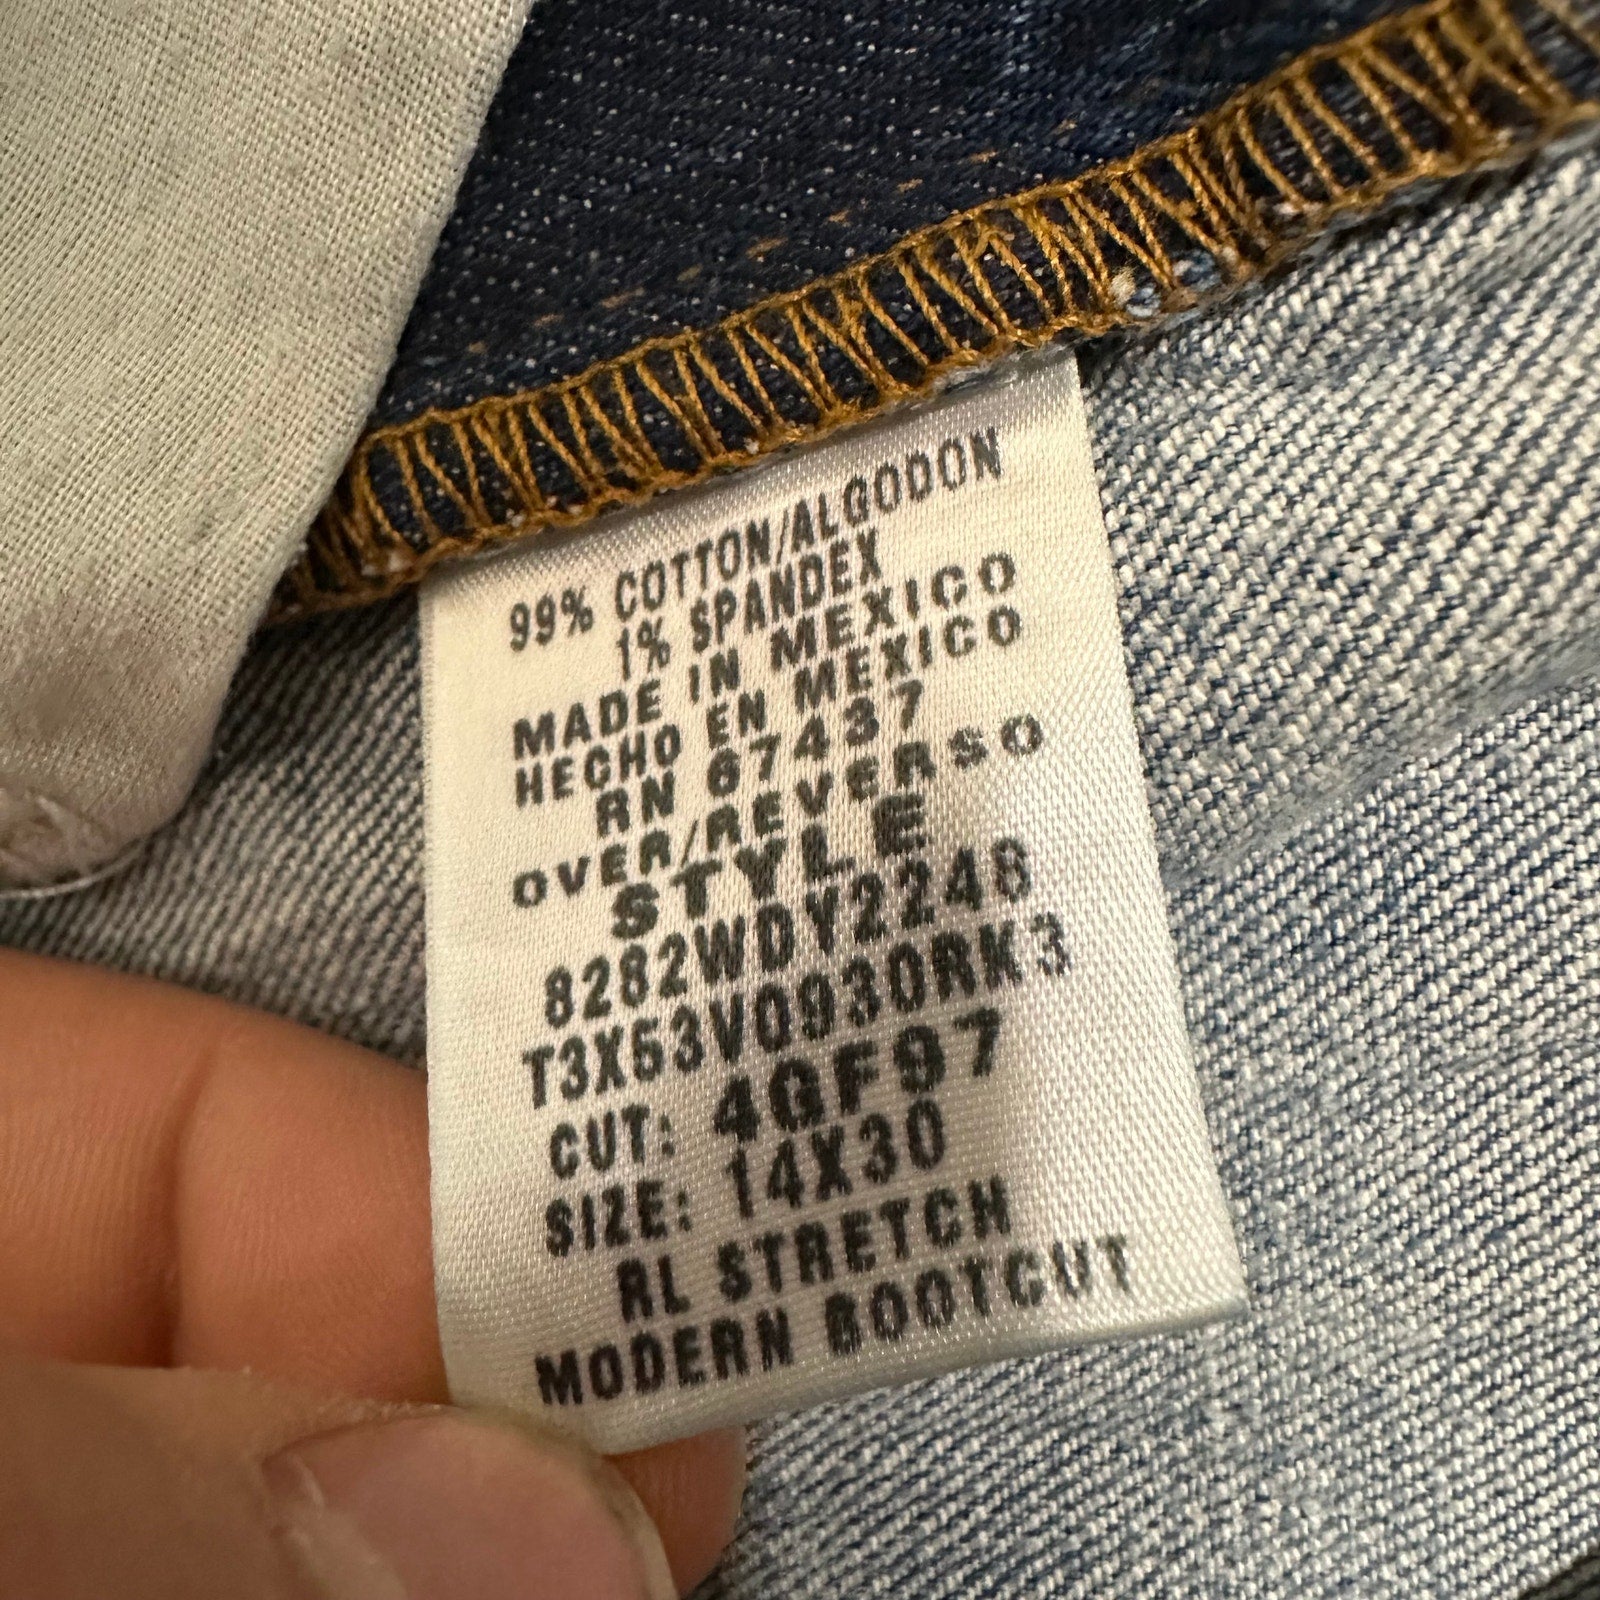 99% COTTON/ALGODON
1% SPANDEX
MADE IN MEXICO
HECHO EN MEXICO
RN 67437
OVER/REVERSO
STYLE
8282WDV2248
T3X53V0930RK3
CUT: 4GF97
SIZE: 14X30
RL STRETCH
MODERN BOOTCUT